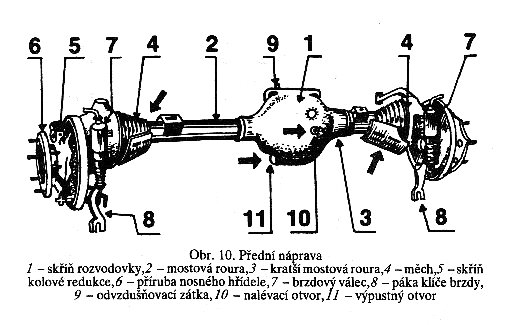 6 5 7 4 2 9 1 4 7
8 11 10 3 8
Obr. 10. Přední náprava
1 – skříň rozvodovky,2 – mostová roura,3 – kratší mostová roura,4 – měch,5 – skříň
kolové redukce,6 – příruba nosného hřídele,7 – brzdový válec,8 – páka klíče brzdy,
9 – odvzdušňovací zátka,10 – nalévací otvor,11 – výpustný otvor